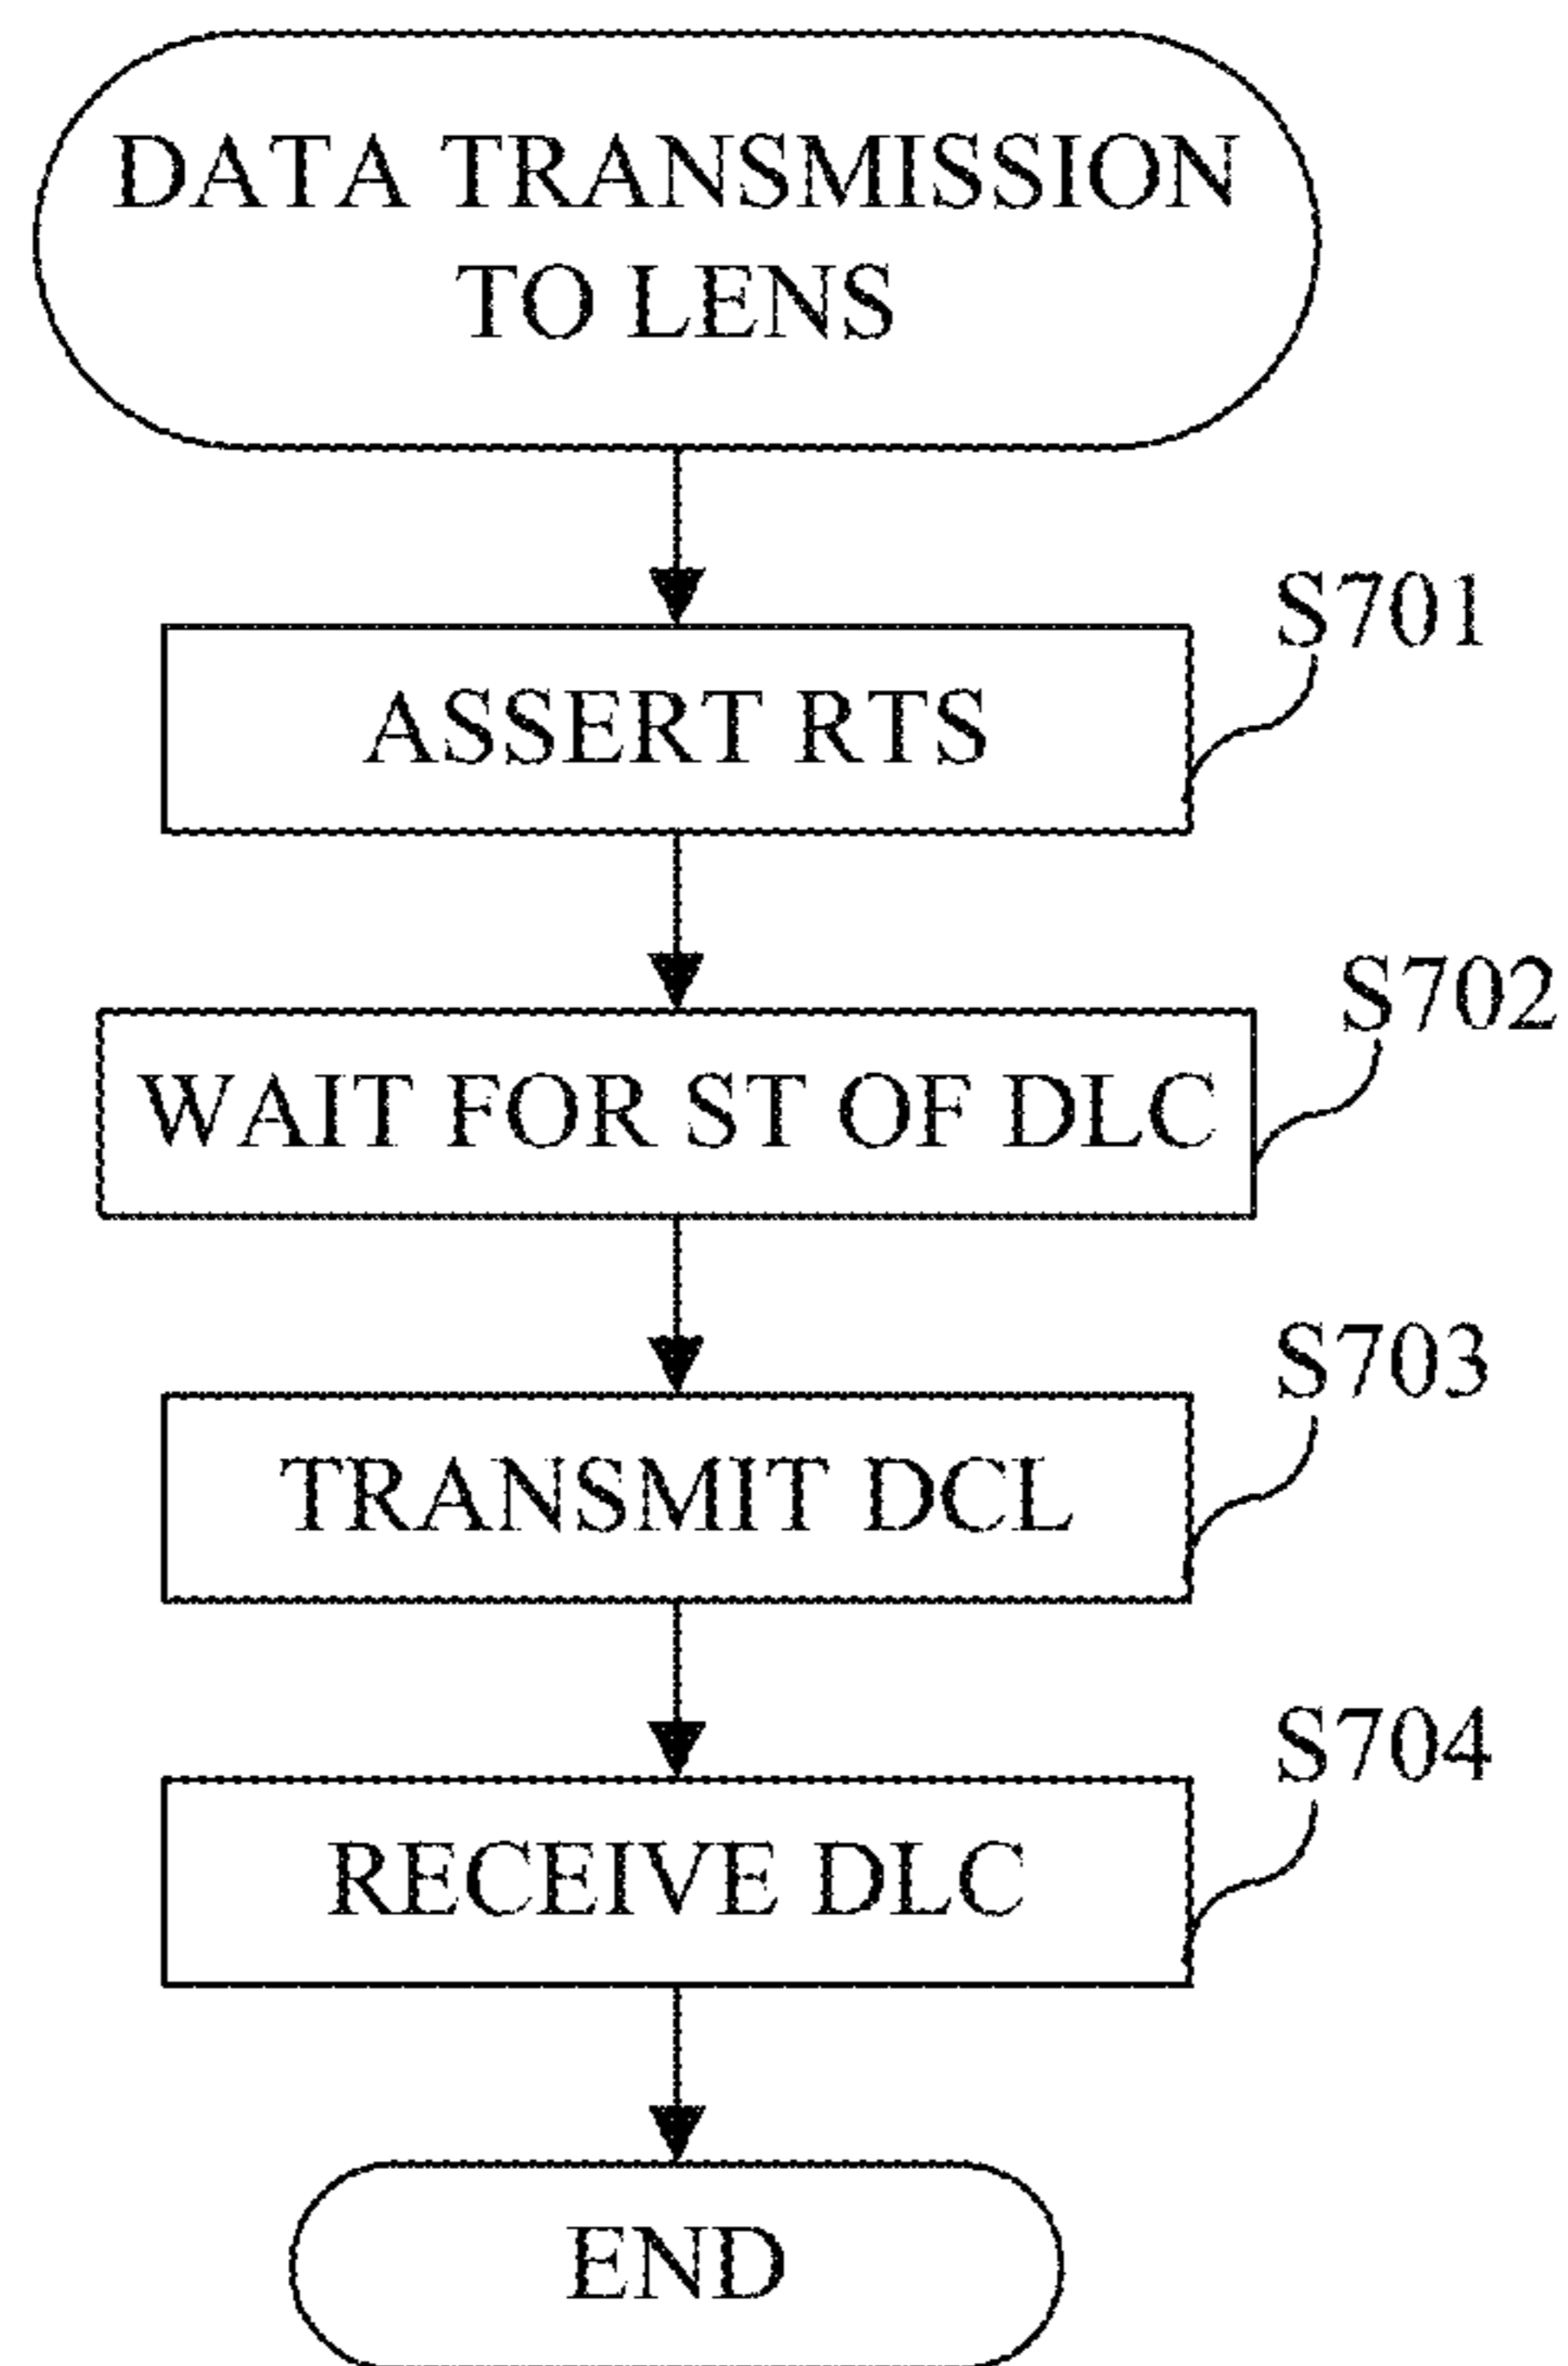 DATA TRANSMISSION
TO LENS
S701
ASSERT RTS
S702
WAIT FOR ST OF DLC
S703
TRANSMIT DCL
S704
RECEIVE DLC
END